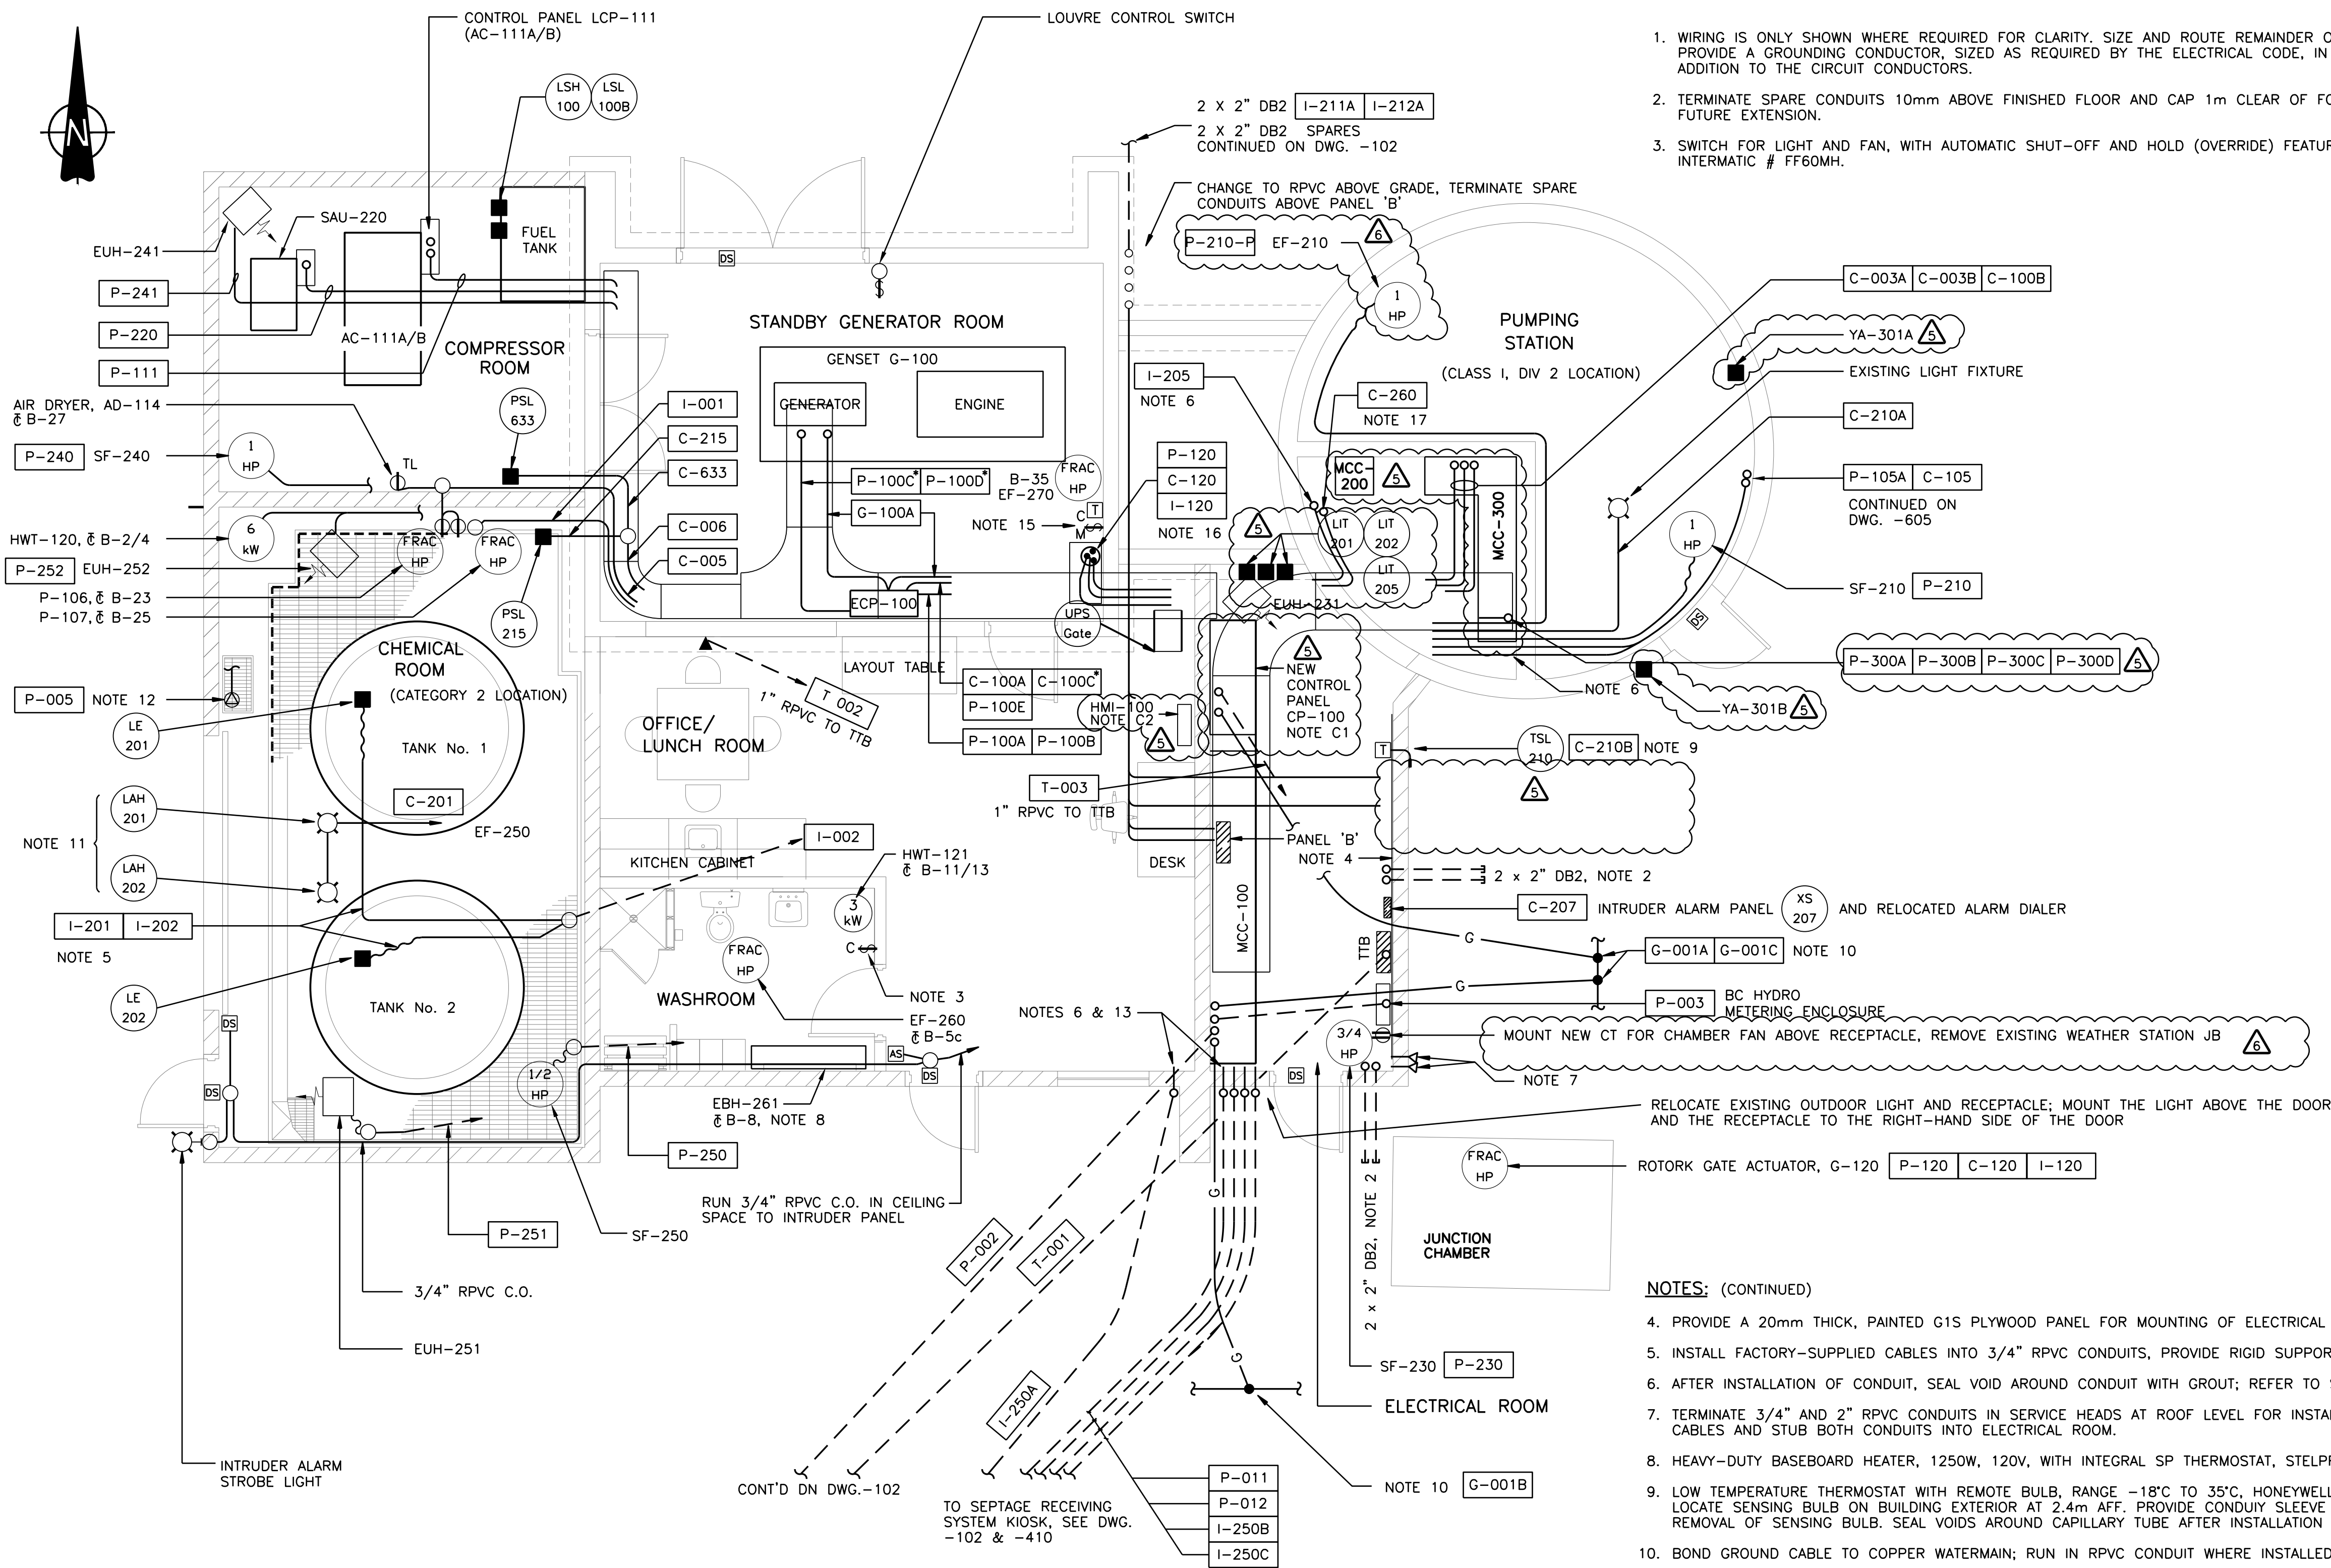 CONTROL PANEL LCP-111
(AC-111A/B)
LOUVRE CONTROL SWITCH
1. WIRING IS ONLY SHOWN WHERE REQUIRED FOR CLARITY. SIZE AND ROUTE REMAINDER
PROVIDE A GROUNDING CONDUCTOR, SIZED AS REQUIRED BY THE ELECTRICAL CODE, IN
ADDITION TO THE CIRCUIT CONDUCTORS.
2. TERMINATE SPARE CONDUITS 10mm ABOVE FINISHED FLOOR AND CAP 1m CLEAR OF
FUTURE EXTENSION.
3. SWITCH FOR LIGHT AND FAN, WITH AUTOMATIC SHUT-OFF AND HOLD (OVERRIDE)
INTERMATIC # FF60MH.
N
LSH
100
LSL
100B
2 X 2" DB2 I-211A I-212A
2 X 2" DB2 SPARES
CONTINUED ON DWG. -102
CHANGE TO RPVC ABOVE GRADE, TERMINATE SPARE
CONDUITS ABOVE PANEL 'B'
P-210-P EF-210 6
1
HP
SAU-220
FUEL
TANK
EUH-241
P-241
P-220
P-111
AC-111A/B
COMPRESSOR
ROOM
DS
STANDBY GENERATOR ROOM
GENSET G-100
GENERATOR
ENGINE
PUMPING
STATION
(CLASS I, DIV 2 LOCATION)
C-003A C-003B C-100B
YA-301A 5
EXISTING LIGHT FIXTURE
C-210A
AIR DRYER, AD-114
B-27
P-240 SF-240
1
HP
TL
PSL
633
I-001
C-215
C-633
C-006
C-005
I-205
NOTE 6
C-260
NOTE 17
P-120
C-120
I-120
NOTE 16
P-100C* P-100D*
G-100A
B-35
EF-270
FRAC
HP
NOTE 15
C
T
M
MCC-
200
5
MCC-300
P-105A C-105
CONTINUED ON
DWG. -605
1
HP
SF-210 P-210
DS
5
LIT
201
LIT
202
LIT
205
EUH-231
6
kW
HWT-120, B-2/4
P-252 EUH-252
P-106, B-23
P-107, B-25
FRAC
HP
FRAC
HP
PSL
215
ECP-100
UPS
Gate
P-300A P-300B P-300C P-300D 5
NOTE 6
YA-301B 5
CHEMICAL
ROOM
(CATEGORY 2 LOCATION)
P-005 NOTE 12
LE
201
TANK No. 1
LAYOUT TABLE
T 002
1" RPVC TO TTB
OFFICE/
LUNCH ROOM
C-100A C-100C*
P-100E
P-100A P-100B
HMI-100
NOTE C2
5
5
NEW
CONTROL
PANEL
CP-100
NOTE C1
TSL
210
C-210B NOTE 9
T
5
T-003
1" RPVC TO TTB
C-201
EF-250
LAH
201
NOTE 11
LAH
202
I-002
KITCHEN CABINET
HWT-121
B-11/13
3
kW
DESK
PANEL 'B'
NOTE 4
2 x 2" DB2, NOTE 2
C-207 INTRUDER ALARM PANEL XS
207 AND RELOCATED ALARM DIALER
MCC-100
TTB
G
G-001A G-001C NOTE 10
G
P-003 BC HYDRO
METERING ENCLOSURE
I-201 I-202
NOTE 5
LE
202
TANK No. 2
FRAC
HP
C
WASHROOM
NOTE 3
EF-260
B-5c
NOTES 6 & 13
3/4
HP
MOUNT NEW CT FOR CHAMBER FAN ABOVE RECEPTACLE, REMOVE EXISTING WEATHER STATION JB 6
NOTE 7
DS
DS
AS
DS
DS
1/2
HP
EBH-261
B-8, NOTE 8
P-250
RELOCATE EXISTING OUTDOOR LIGHT AND RECEPTACLE; MOUNT THE LIGHT ABOVE THE DOOR
AND THE RECEPTACLE TO THE RIGHT-HAND SIDE OF THE DOOR
FRAC
HP
ROTORK GATE ACTUATOR, G-120 P-120 C-120 I-120
JUNCTION
CHAMBER
RUN 3/4" RPVC C.O. IN CEILING
SPACE TO INTRUDER PANEL
P-251
SF-250
3/4" RPVC C.O.
EUH-251
INTRUDER ALARM
STROBE LIGHT
P-002
T-001
I-250A
G
G
2 x 2" DB2, NOTE 2
SF-230 P-230
ELECTRICAL ROOM
CONT'D DN DWG.-102
TO SEPTAGE RECEIVING
SYSTEM KIOSK, SEE DWG.
-102 & -410
P-011
P-012
I-250B
I-250C
NOTE 10 G-001B
NOTES: (CONTINUED)
4. PROVIDE A 20mm THICK, PAINTED G1S PLYWOOD PANEL FOR MOUNTING OF ELECTRICAL
5. INSTALL FACTORY-SUPPLIED CABLES INTO 3/4" RPVC CONDUITS, PROVIDE RIGID
6. AFTER INSTALLATION OF CONDUIT, SEAL VOID AROUND CONDUIT WITH GROUT; REFER TO
7. TERMINATE 3/4" AND 2" RPVC CONDUITS IN SERVICE HEADS AT ROOF LEVEL FOR
CABLES AND STUB BOTH CONDUITS INTO ELECTRICAL ROOM.
8. HEAVY-DUTY BASEBOARD HEATER, 1250W, 120V, WITH INTEGRAL SP THERMOSTAT,
9. LOW TEMPERATURE THERMOSTAT WITH REMOTE BULB, RANGE -18°C TO 35°C, HONEYWELL
LOCATE SENSING BULB ON BUILDING EXTERIOR AT 2.4m AFF. PROVIDE CONDUIY SLEEVE
REMOVAL OF SENSING BULB. SEAL VOIDS AROUND CAPILLARY TUBE AFTER INSTALLATION
10. BOND GROUND CABLE TO COPPER WATERMAIN; RUN IN RPVC CONDUIT WHERE INSTALLED